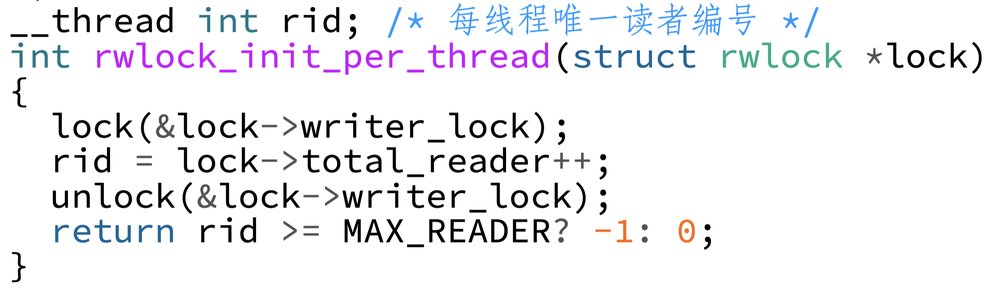 __thread int rid; /* 每线程唯一读者编号 */
int rwlock_init_per_thread(struct rwlock *lock)
{
  lock(&lock->writer_lock);
  rid = lock->total_reader++;
  unlock(&lock->writer_lock);
  return rid >= MAX_READER? -1: 0;
}